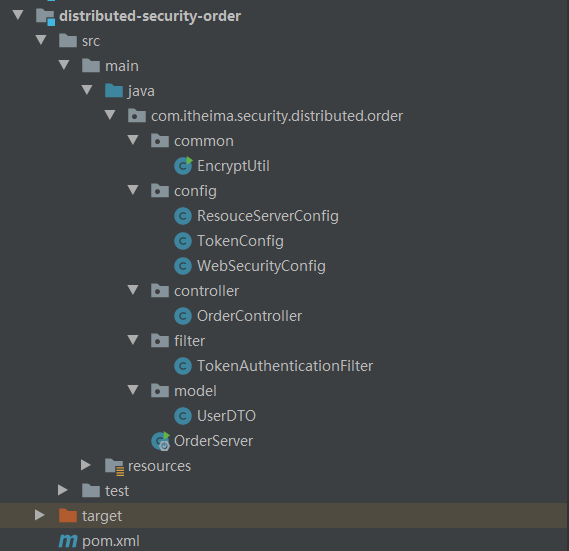 distributed-security-order
src
main
java
com.itheima.security.distributed.order
common
EncryptUtil
config
ResouceServerConfig
TokenConfig
WebSecurityConfig
controller
OrderController
filter
TokenAuthenticationFilter
model
UserDTO
OrderServer
resources
test
target
pom.xml